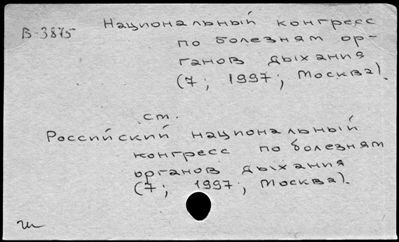 В-3875
Национальный конгресс
по болезням ор-
ганов дыхания
(7; 1997; Москва).
см.
Российский национальный
конгресс по болезням
органов дыхания
(7; 1997; Москва).